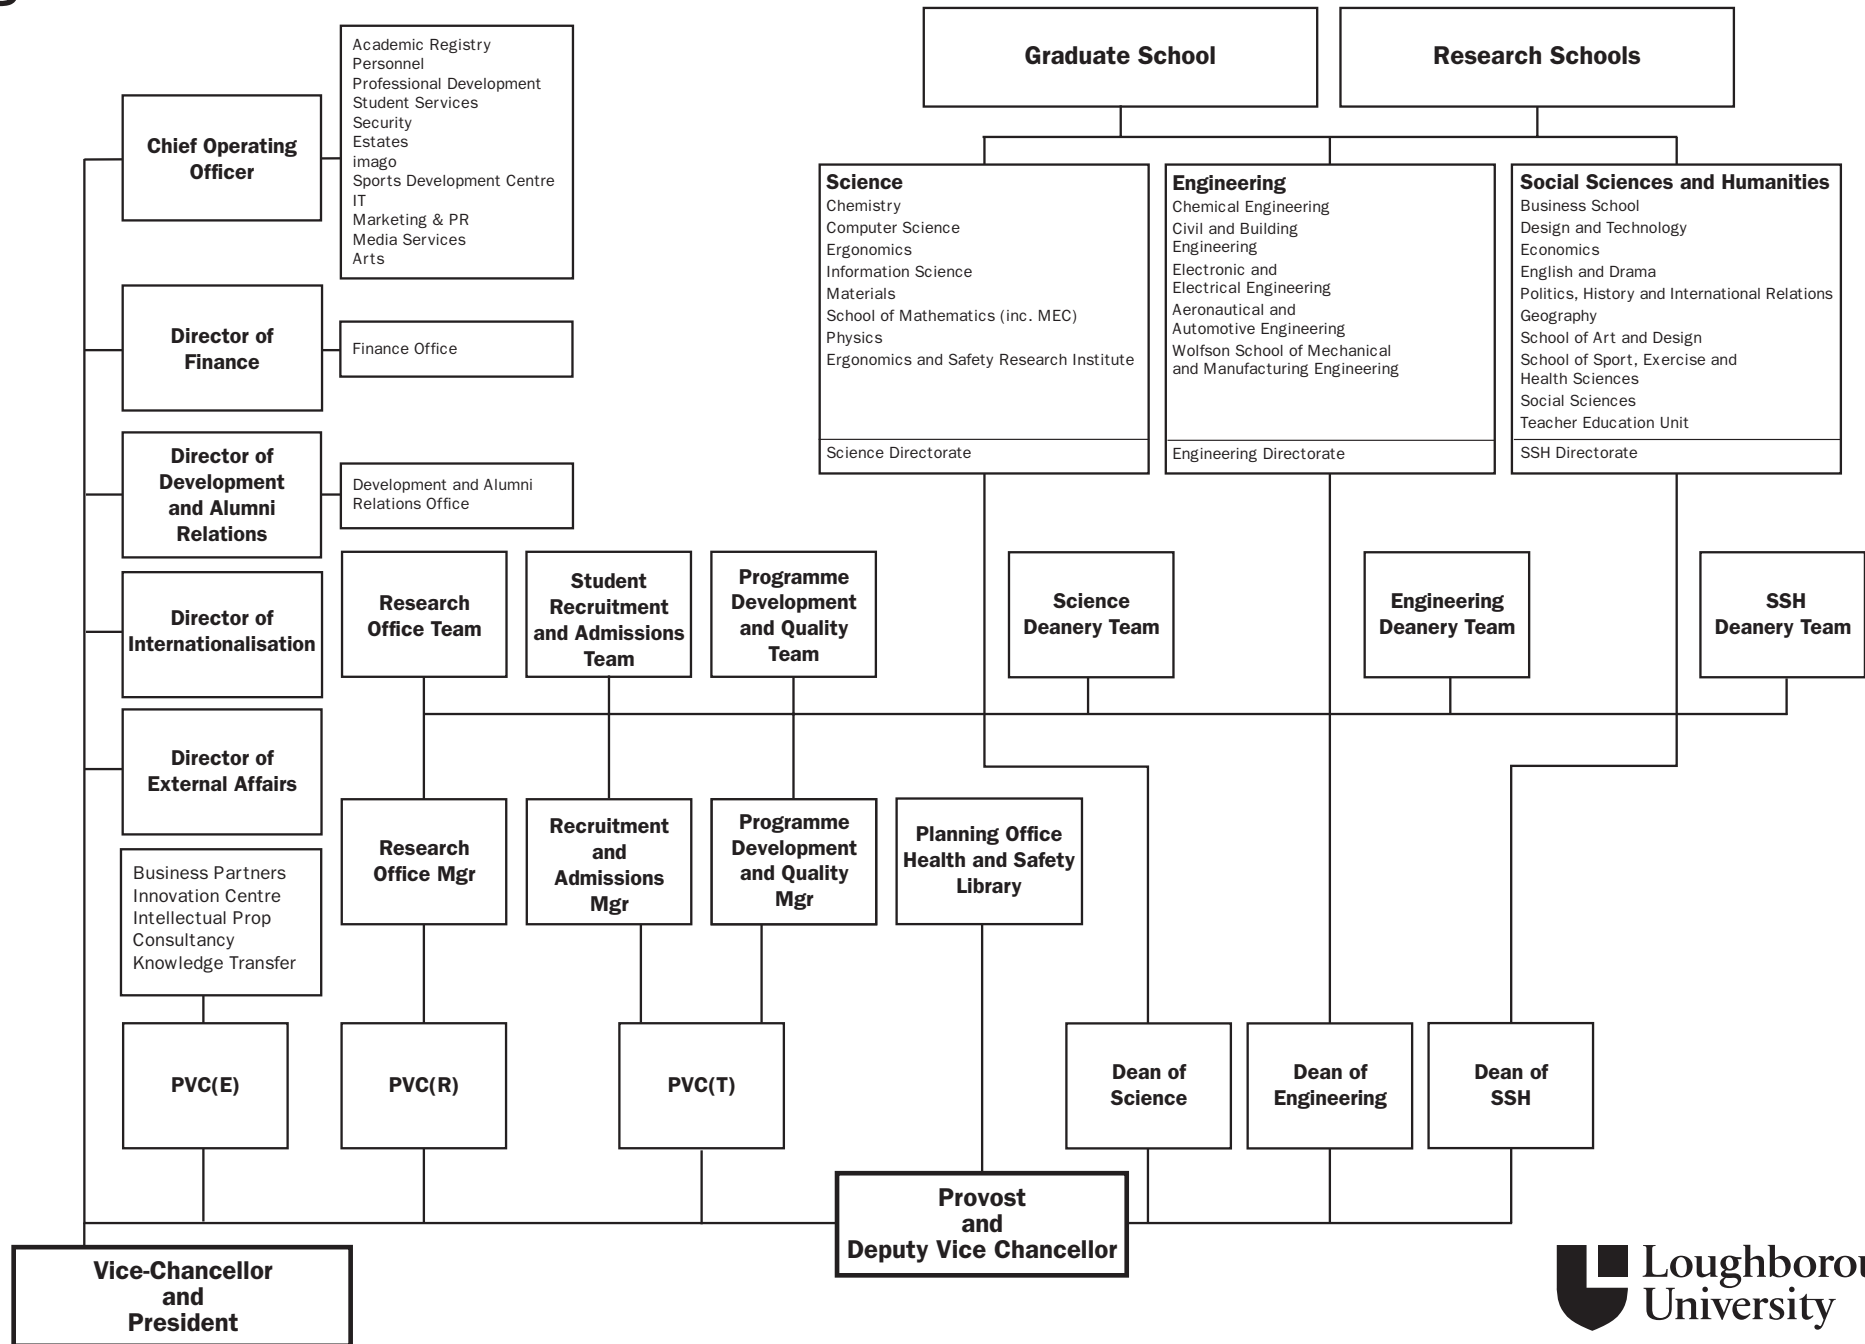 Academic Registry
Personnel
Professional Development
Student Services
Security
Estates
imago
Sports Development Centre
IT
Marketing & PR
Media Services
Arts
Chief Operating
Officer
Director of
Finance
Finance Office
Director of
Development
and Alumni
Relations
Development and Alumni
Relations Office
Director of
Internationalisation
Director of
External Affairs
Graduate School
Research Schools
Science
Chemistry
Computer Science
Ergonomics
Information Science
Materials
School of Mathematics (inc. MEC)
Physics
Ergonomics and Safety Research Institute
Science Directorate
Engineering
Chemical Engineering
Civil and Building
Engineering
Electronic and
Electrical Engineering
Aeronautical and
Automotive Engineering
Wolfson School of Mechanical
and Manufacturing Engineering
Engineering Directorate
Social Sciences and Humanities
Business School
Design and Technology
Economics
English and Drama
Politics, History and International Relations
Geography
School of Art and Design
School of Sport, Exercise and
Health Sciences
Social Sciences
Teacher Education Unit
SSH Directorate
Research
Office Team
Student
Recruitment
and Admissions
Team
Programme
Development
and Quality
Team
Science
Deanery Team
Engineering
Deanery Team
SSH
Deanery Team
Research
Office Mgr
Recruitment
and
Admissions
Mgr
Programme
Development
and Quality
Mgr
Planning Office
Health and Safety
Library
Business Partners
Innovation Centre
Intellectual Prop
Consultancy
Knowledge Transfer
PVC(E)
PVC(R)
PVC(T)
Dean of
Science
Dean of
Engineering
Dean of
SSH
Provost
and
Deputy Vice Chancellor
Vice-Chancellor
and
President
Loughborou
University